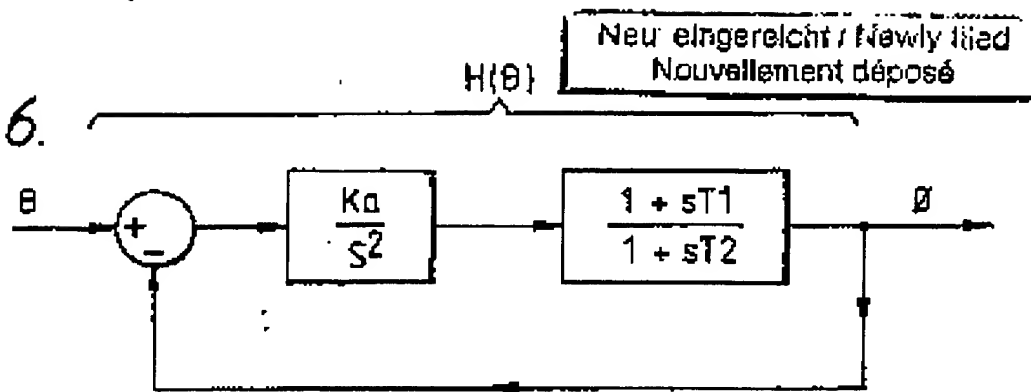 Neu eingereicht / Newly filed
Nouvellement déposé
H(θ)
6.
θ
+
−
Ka
S²
1 + sT1
1 + sT2
Ø